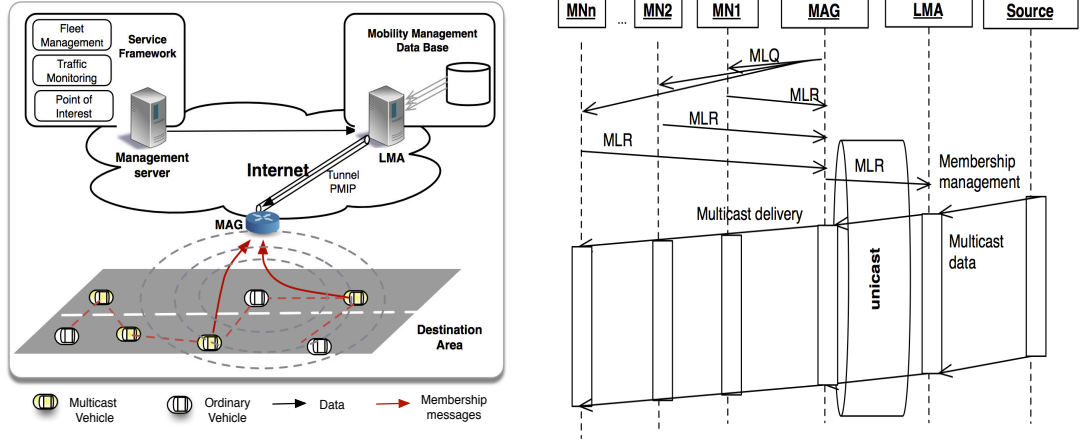 Fleet
Management
Traffic
Monitoring
Point of
Interest
Service
Framework
Mobility Management
Data Base
Management
server
LMA
Internet
Tunnel
PMIP
MAG
Destination
Area
Multicast
Vehicle
Ordinary
Vehicle
Data
Membership
messages
MNn ... MN2 MN1 MAG LMA Source
MLQ
MLR
MLR
MLR
MLR
Membership
management
Multicast delivery
Multicast
data
unicast